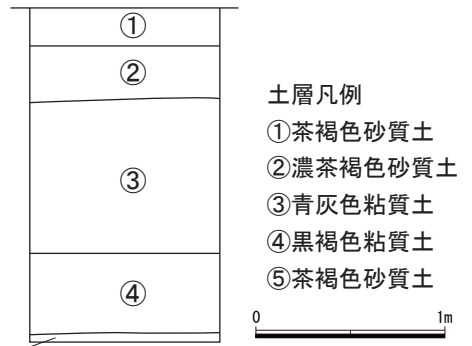 ①
②
③
④
土層凡例
①茶褐色砂質土
②濃茶褐色砂質土
③青灰色粘質土
④黒褐色粘質土
⑤茶褐色砂質土
0 1m